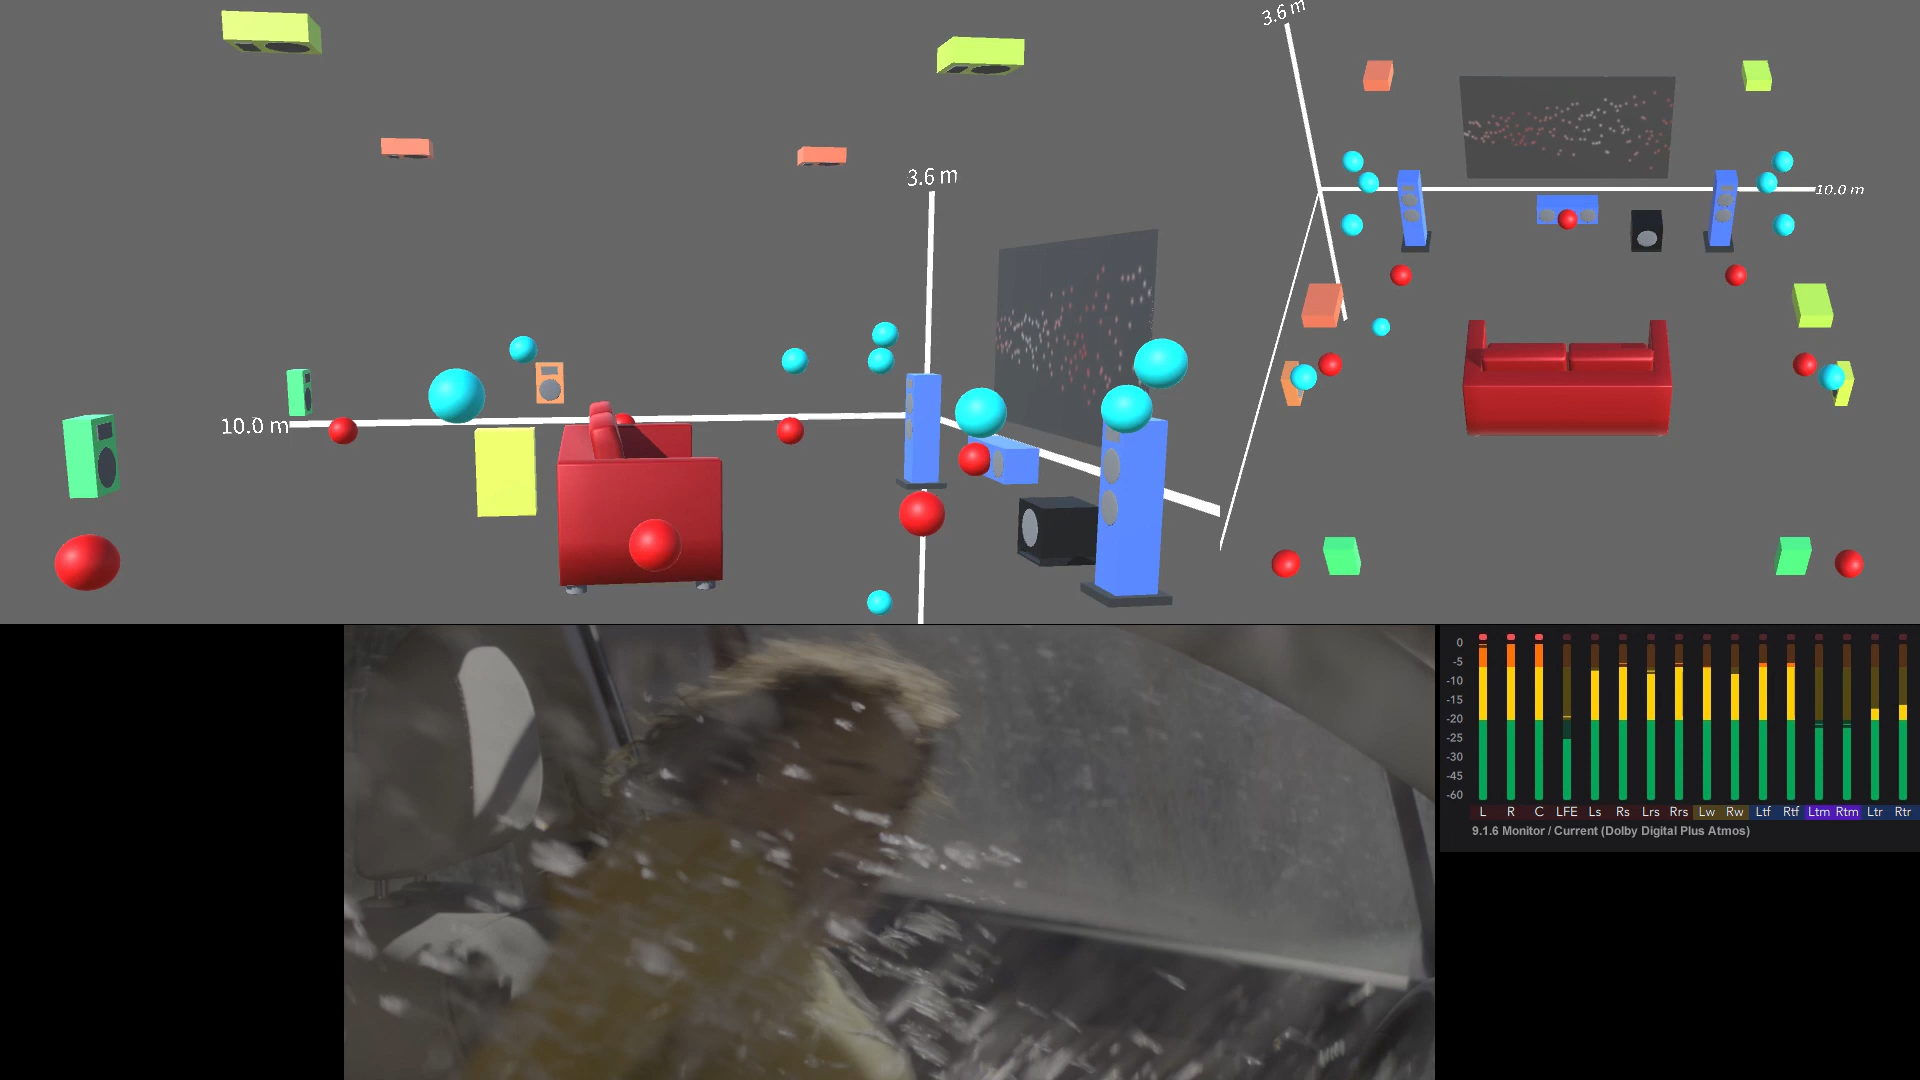 3.6 m
3.6 m
10.0 m
10.0 m
0
-5
-10
-15
-20
-25
-30
-45
-60
L R C LFE Ls Rs Lrs Rrs Lw Rw Ltf Rtf Ltm Rtm Ltr Rtr
9.1.6 Monitor / Current (Dolby Digital Plus Atmos)